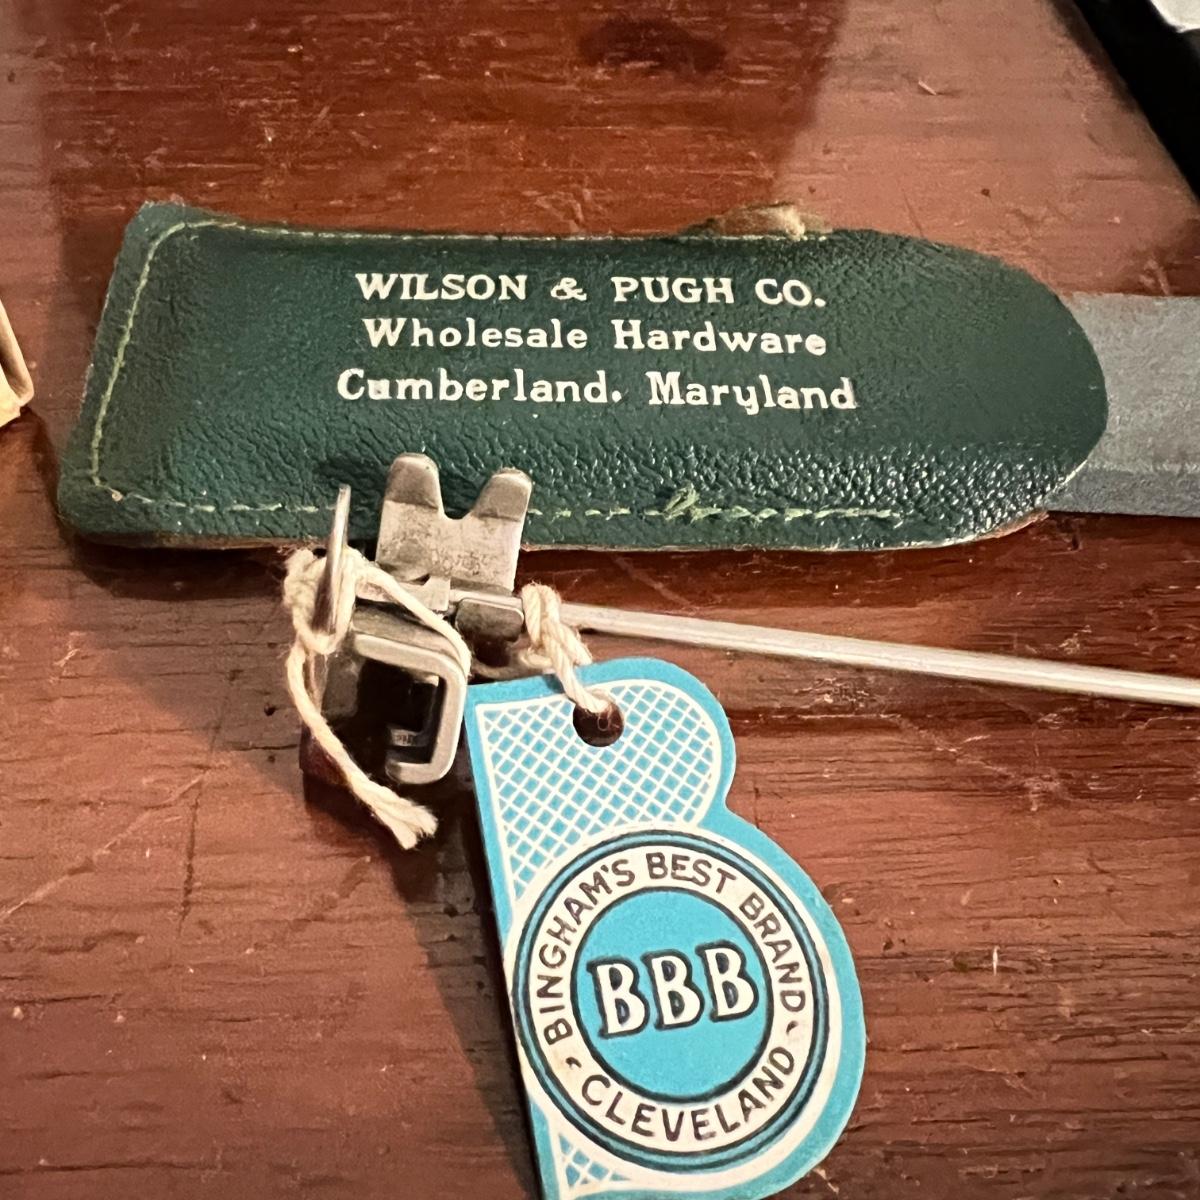 WILSON & PUGH CO.
Wholesale Hardware
Cumberland, Maryland
BINGHAM'S BEST BRAND
BBB
CLEVELAND